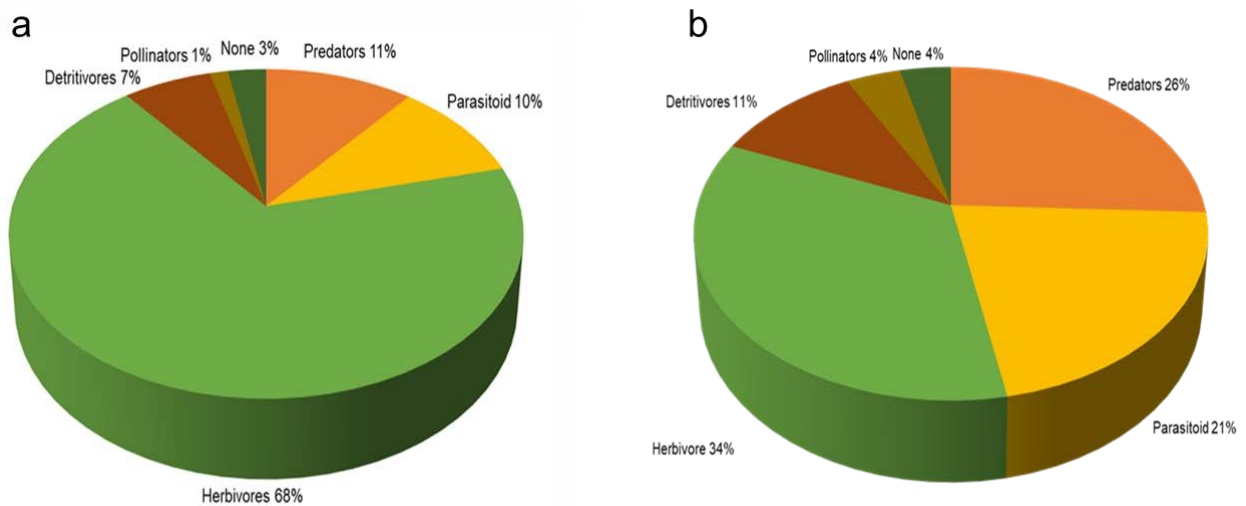 a
None 3%
Pollinators 1%
Predators 11%
Detritivores 7%
Parasitoid 10%
Herbivores 68%
b
Pollinators 4%
None 4%
Predators 26%
Detritivores 11%
Parasitoid 21%
Herbivore 34%